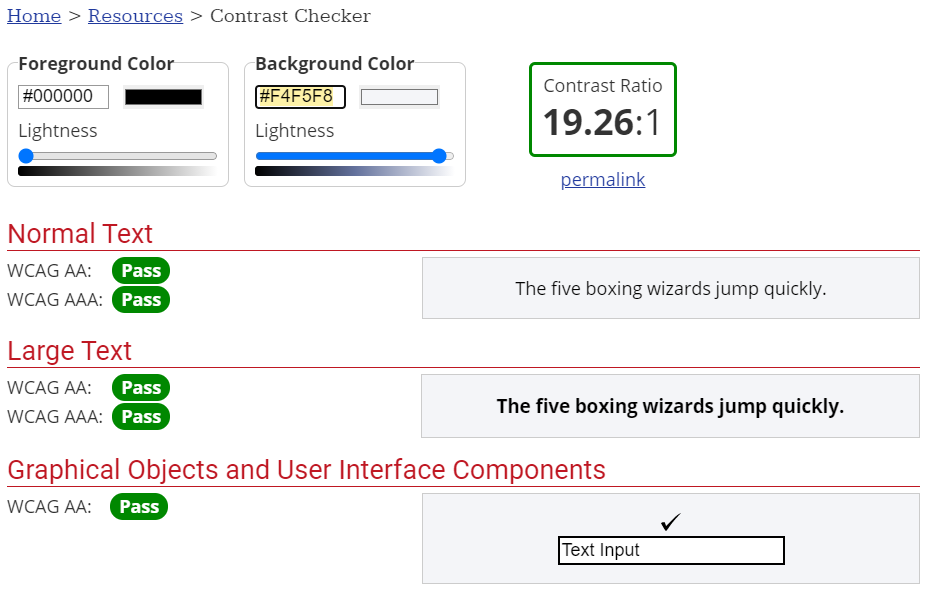 Home > Resources > Contrast Checker
Foreground Color
#000000
Lightness
Background Color
#F4F5F8
Lightness
Contrast Ratio
19.26:1
permalink
Normal Text
WCAG AA: Pass
WCAG AAA: Pass
The five boxing wizards jump quickly.
Large Text
WCAG AA: Pass
WCAG AAA: Pass
The five boxing wizards jump quickly.
Graphical Objects and User Interface Components
WCAG AA: Pass
✓
Text Input